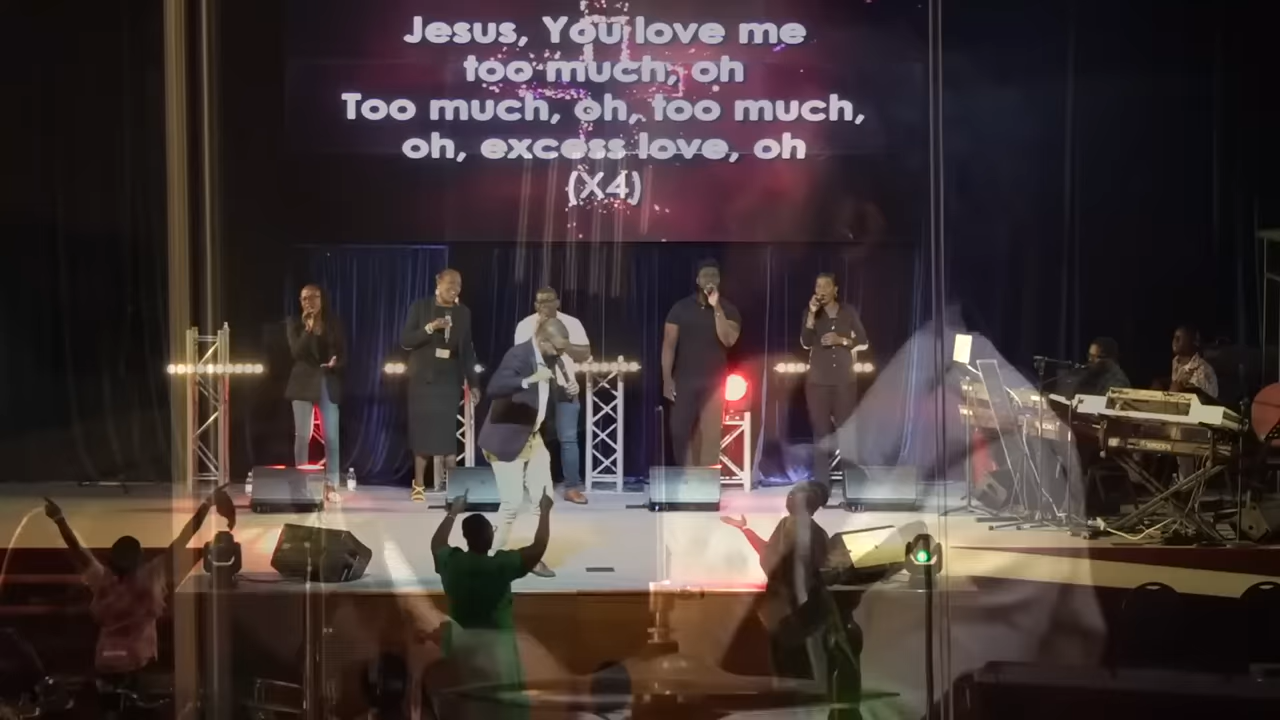 Jesus, You love me
too much, oh
Too much, oh, too much,
oh, excess love, oh
(X4)